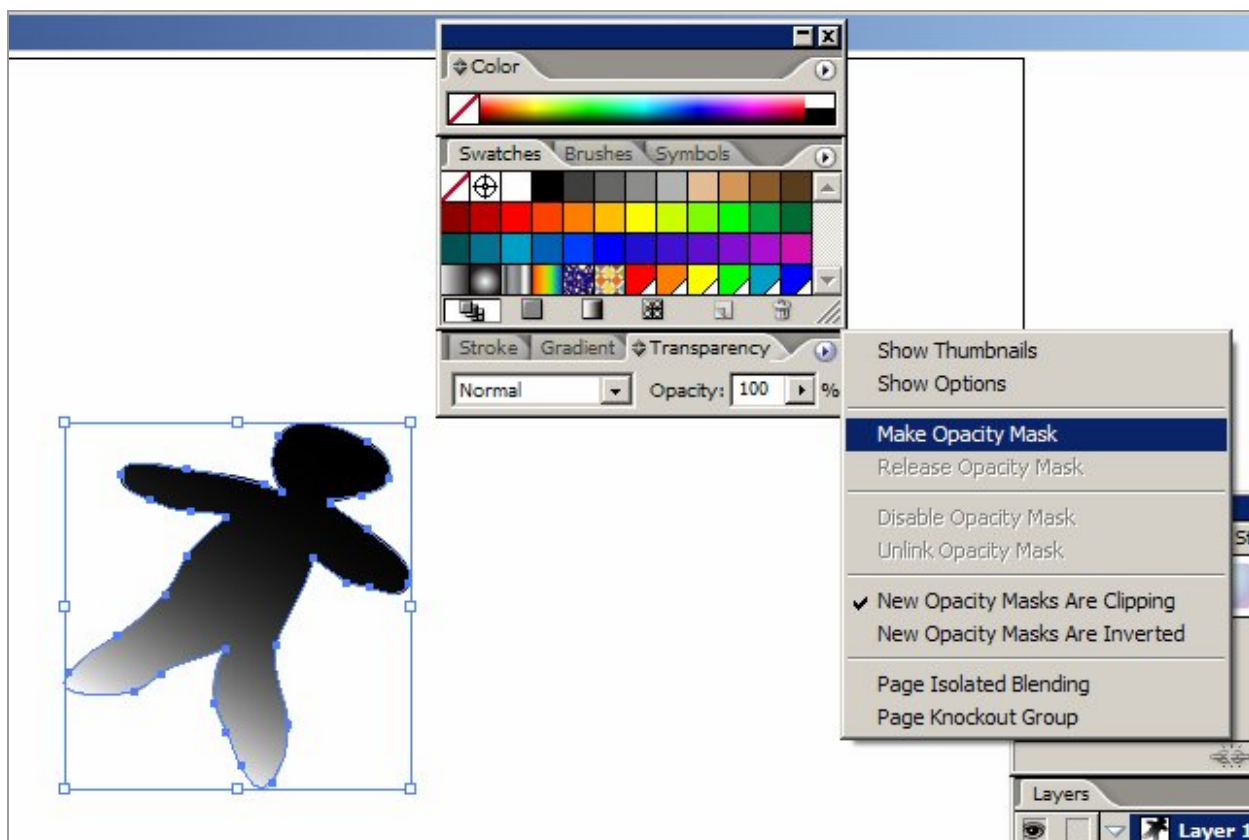 Color
Swatches Brushes Symbols
Stroke Gradient Transparency
Normal Opacity: 100 %
Show Thumbnails
Show Options
Make Opacity Mask
Release Opacity Mask
Disable Opacity Mask
Unlink Opacity Mask
New Opacity Masks Are Clipping
New Opacity Masks Are Inverted
Page Isolated Blending
Page Knockout Group
Layers
Layer